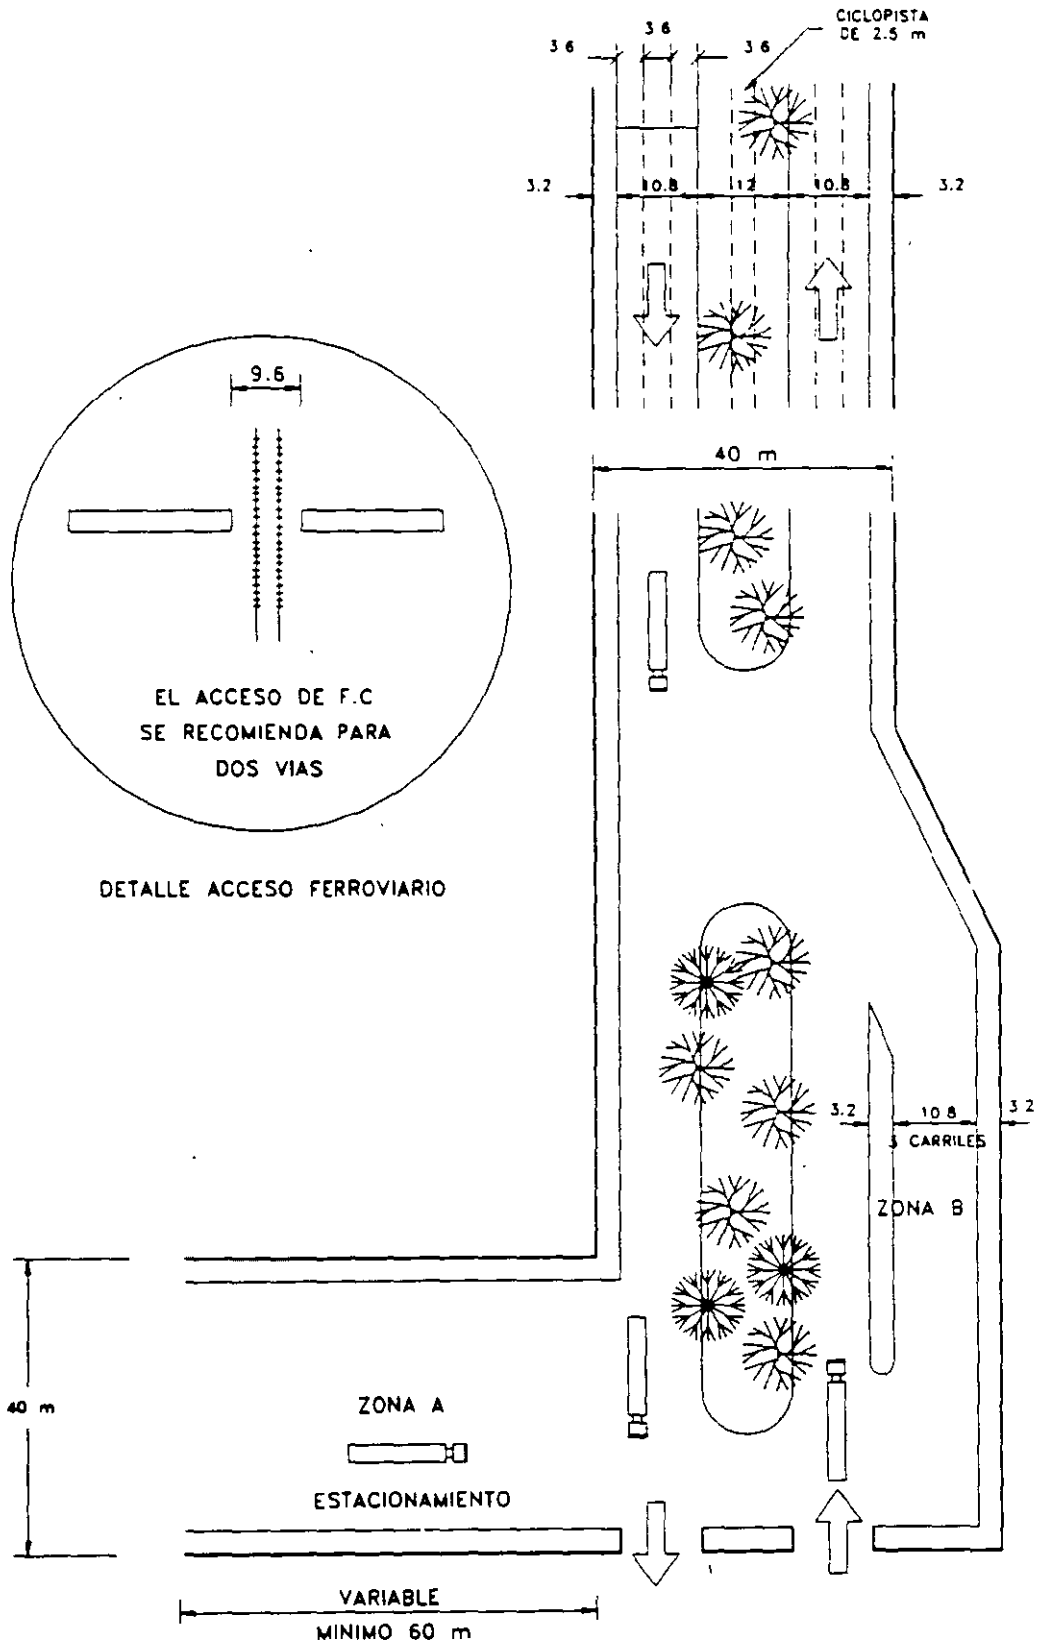 CICLOPISTA
DE 2.5 m
3 6
3 6
3 6
3.2
10.8
12
10.8
3.2
9.6
40 m
EL ACCESO DE F.C
SE RECOMIENDA PARA
DOS VIAS
DETALLE ACCESO FERROVIARIO
3.2
10 8
3 2
3 CARRILES
ZONA B
40 m
ZONA A
ESTACIONAMIENTO
VARIABLE
MINIMO 60 m